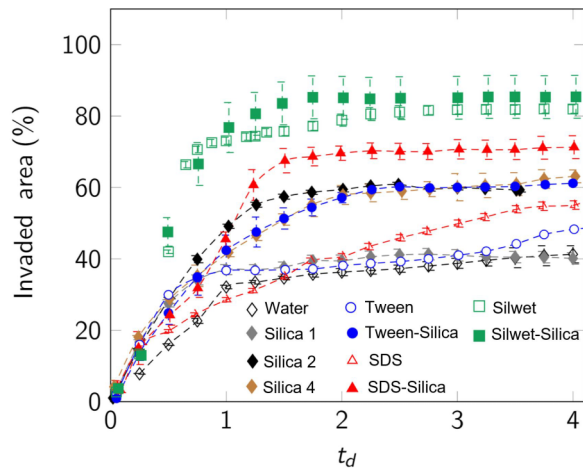 100
80
60
40
20
0
Invaded area (%)
Water
Tween
Silwet
Silica 1
Tween-Silica
Silwet-Silica
Silica 2
SDS
Silica 4
SDS-Silica
0 1 2 3 4
t_d